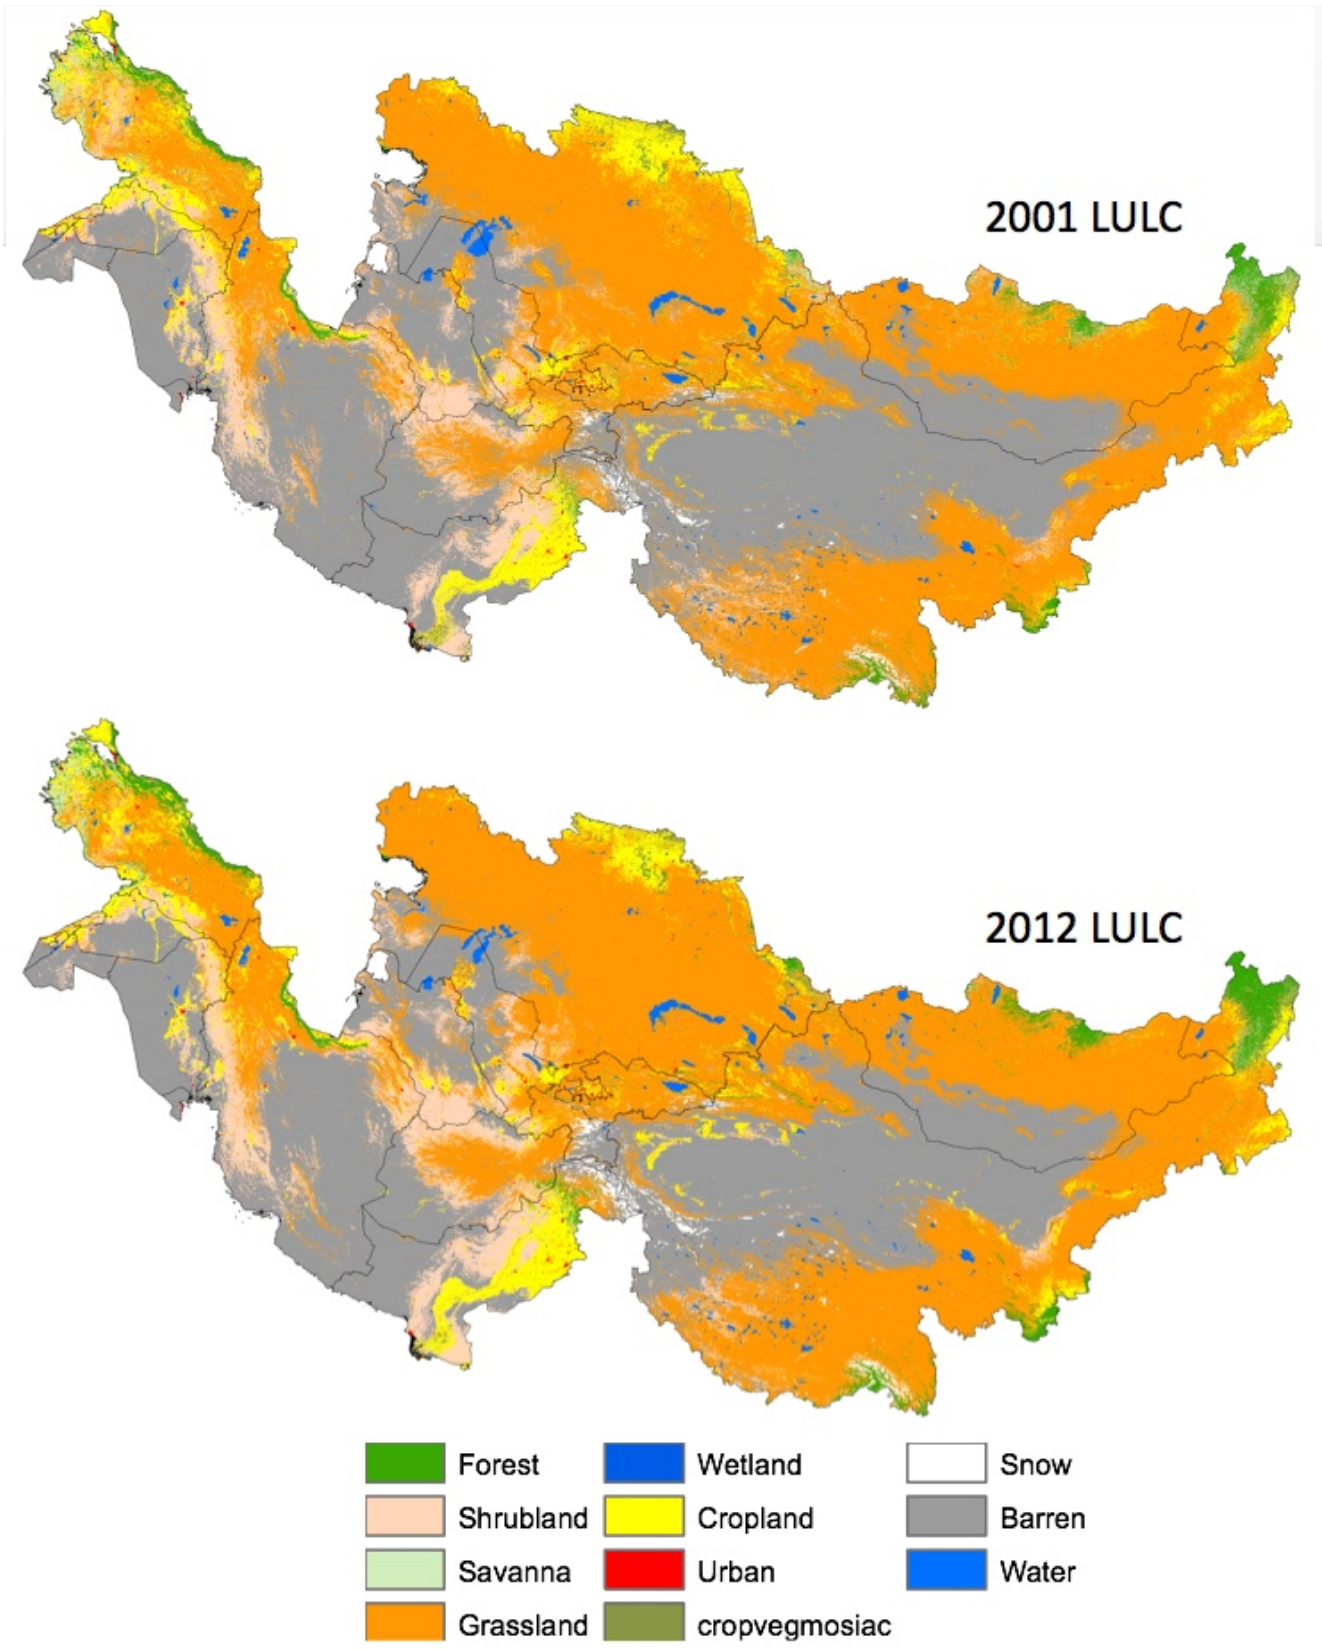 2001 LULC
2012 LULC
Forest Wetland Snow
Shrubland Cropland Barren
Savanna Urban Water
Grassland cropvegmosiac